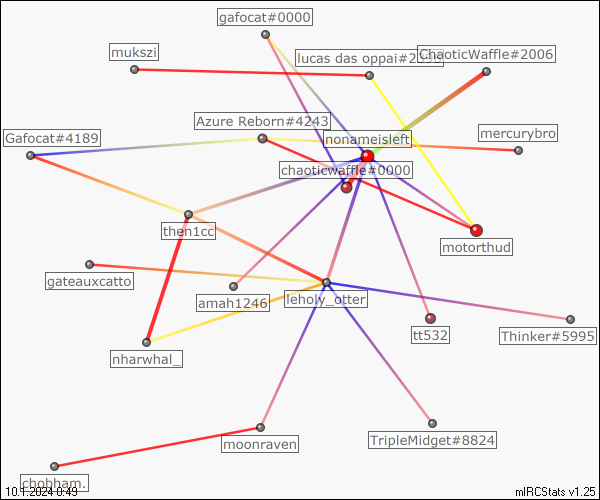 gafocat#0000
mukszi
lucas das oppai#2
ChaoticWaffle#2006
Azure Reborn#4243
nonameisleft
mercurybro
Gafocat#4189
chaoticwaffle#0000
then1cc
motorthud
gateauxcatto
amah1246
leholy_otter
tt532
Thinker#5995
nharwhal_
moonraven
TripleMidget#8824
chobham.
10.1.2024 0:49
mIRCStats v1.25